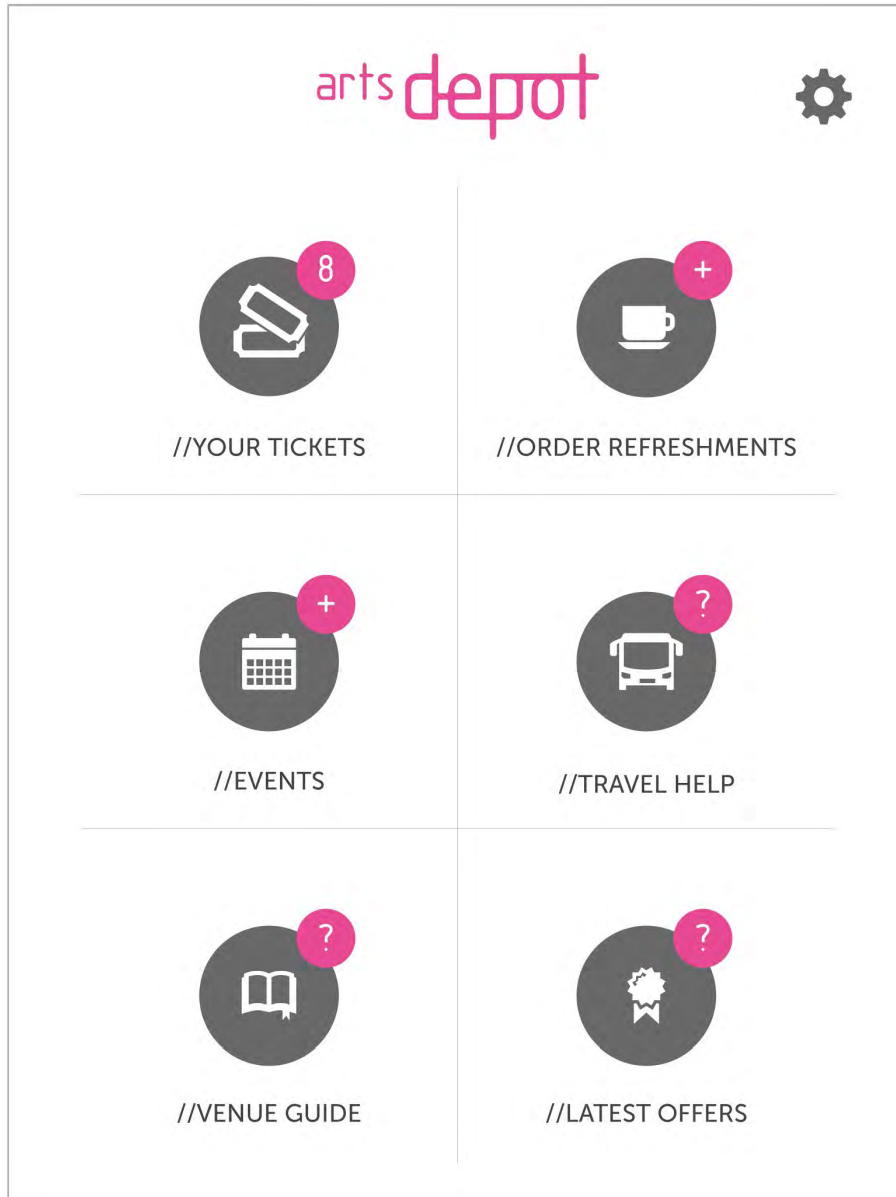 arts depot
8
+
//YOUR TICKETS
//ORDER REFRESHMENTS
+
?
//EVENTS
//TRAVEL HELP
?
?
//VENUE GUIDE
//LATEST OFFERS